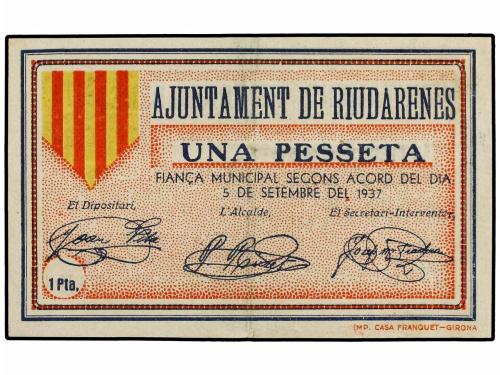 AJUNTAMENT DE RIUDARENES
UNA PESSETA
FIANÇA MUNICIPAL SEGONS ACORD DEL DIA
5 DE SETEMBRE DEL 1937
El Dipositari, L'Alcalde, El Secretari-Interventor,
1 Pta.
IMP. CASA FRANQUET-GIRONA